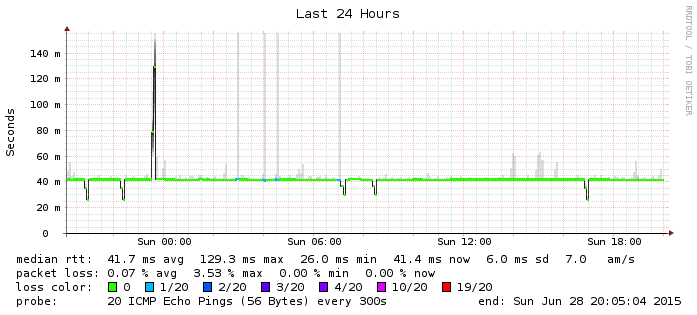 Last 24 Hours
RRDTOOL / TOBI OETIKER
Seconds
140 m
120 m
100 m
80 m
60 m
40 m
20 m
0
Sun 00:00 Sun 06:00 Sun 12:00 Sun 18:00
median rtt: 41.7 ms avg 129.3 ms max 26.0 ms min 41.4 ms now 6.0 ms sd 7.0 am/s
packet loss: 0.07 % avg 3.53 % max 0.00 % min 0.00 % now
loss color: 0 1/20 2/20 3/20 4/20 10/20 19/20
probe: 20 ICMP Echo Pings (56 Bytes) every 300s end: Sun Jun 28 20:05:04 2015